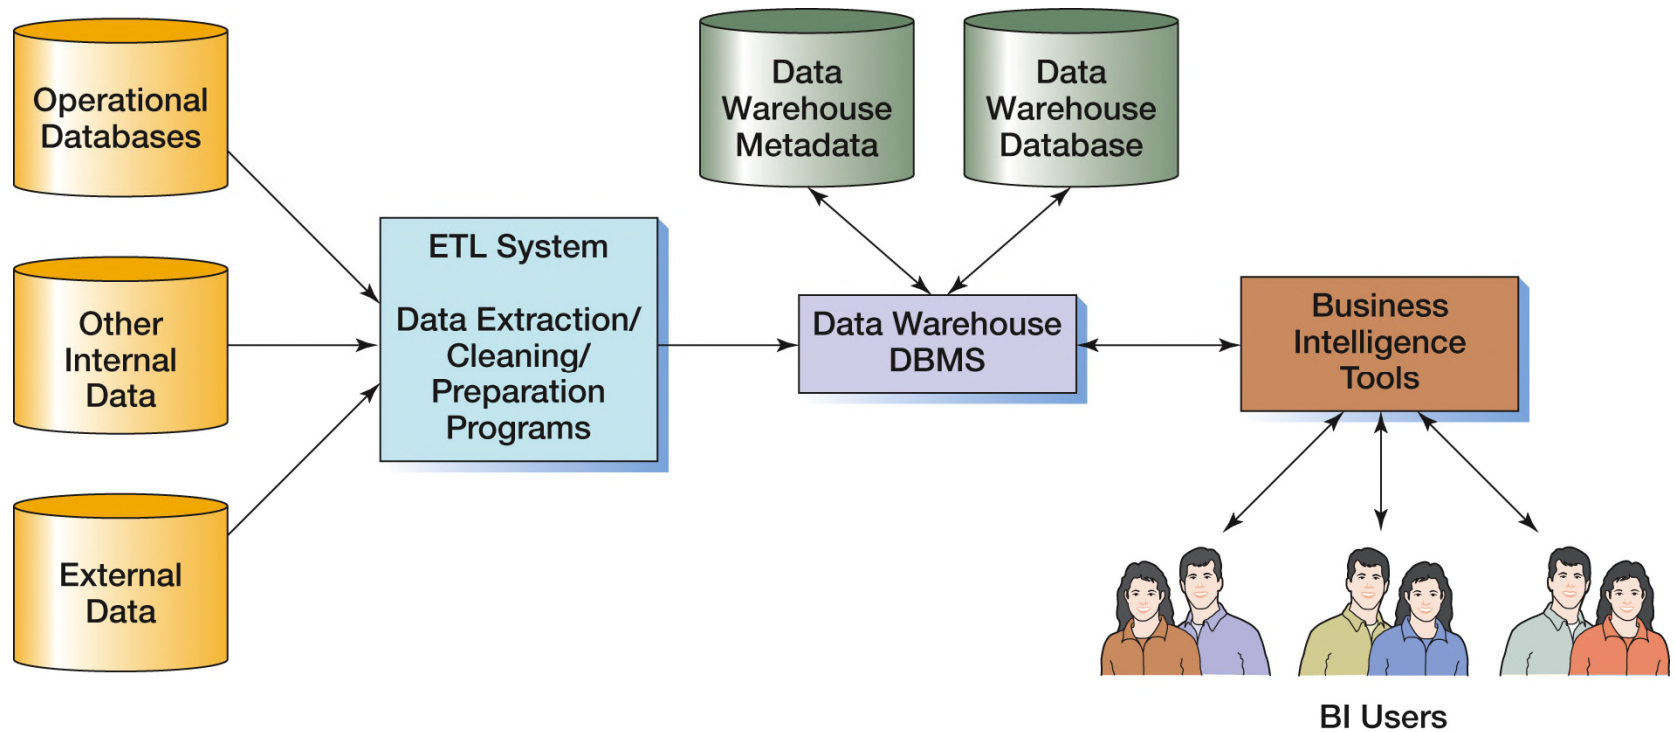 Operational
Databases
Other
Internal
Data
External
Data
ETL System
Data Extraction/
Cleaning/
Preparation
Programs
Data
Warehouse
Metadata
Data
Warehouse
Database
Data Warehouse
DBMS
Business
Intelligence
Tools
BI Users